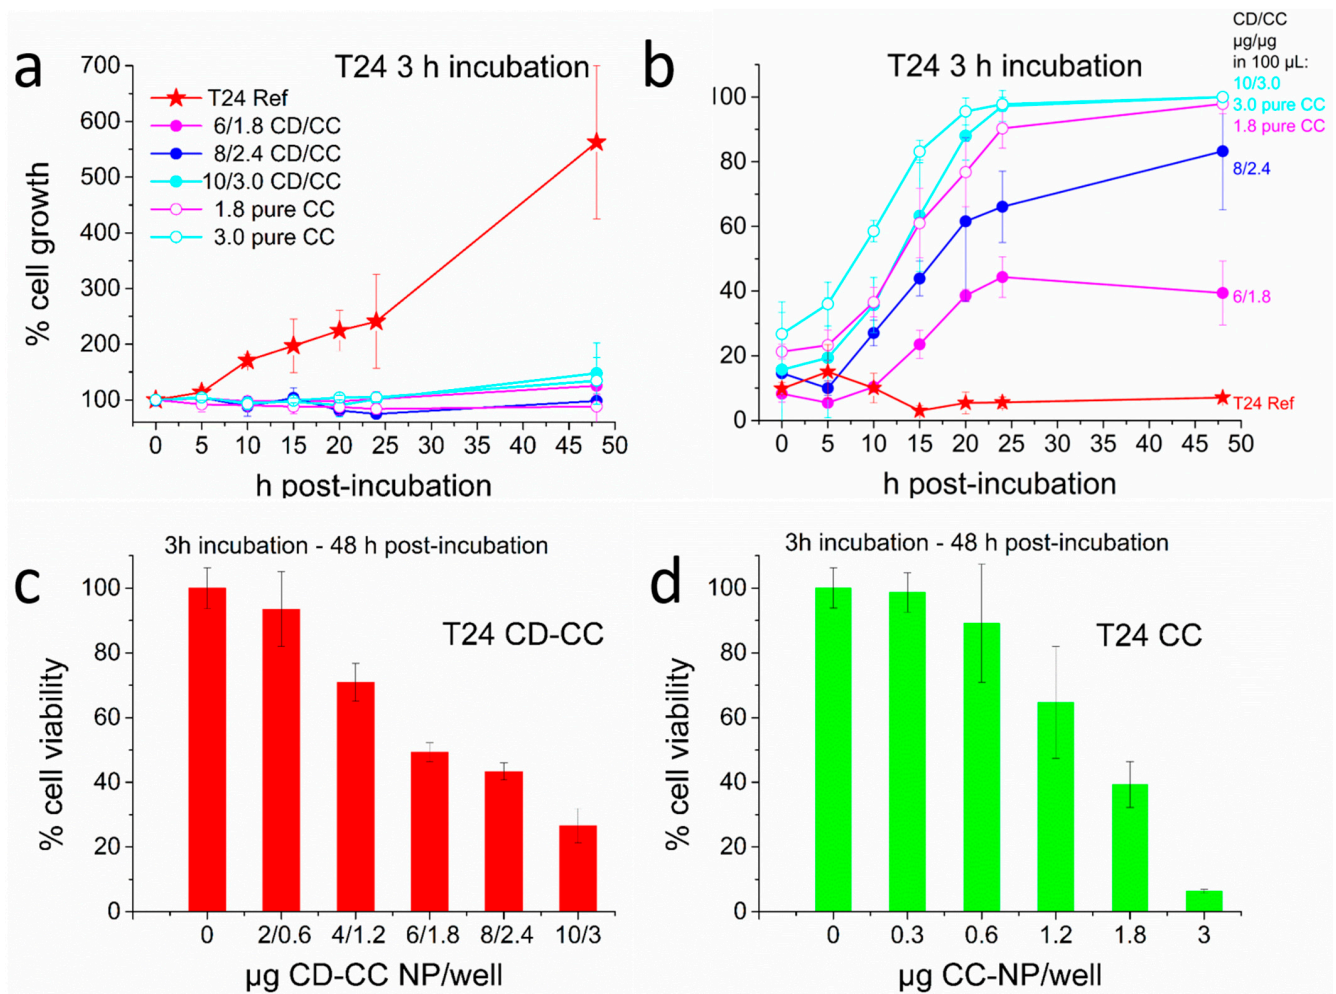 a
T24 3 h incubation
700
600
500
400
300
200
100
% cell growth
T24 Ref
6/1.8 CD/CC
8/2.4 CD/CC
10/3.0 CD/CC
1.8 pure CC
3.0 pure CC
0 5 10 15 20 25 30 35 40 45 50
h post-incubation
b
T24 3 h incubation
CD/CC
µg/µg
in 100 µL:
10/3.0
3.0 pure CC
1.8 pure CC
8/2.4
6/1.8
T24 Ref
100
80
60
40
20
0
0 5 10 15 20 25 30 35 40 45 50
h post-incubation
c
3h incubation - 48 h post-incubation
T24 CD-CC
100
80
60
40
20
0
% cell viability
0 2/0.6 4/1.2 6/1.8 8/2.4 10/3
µg CD-CC NP/well
d
3h incubation - 48 h post-incubation
T24 CC
100
80
60
40
20
0
% cell viability
0 0.3 0.6 1.2 1.8 3
µg CC-NP/well